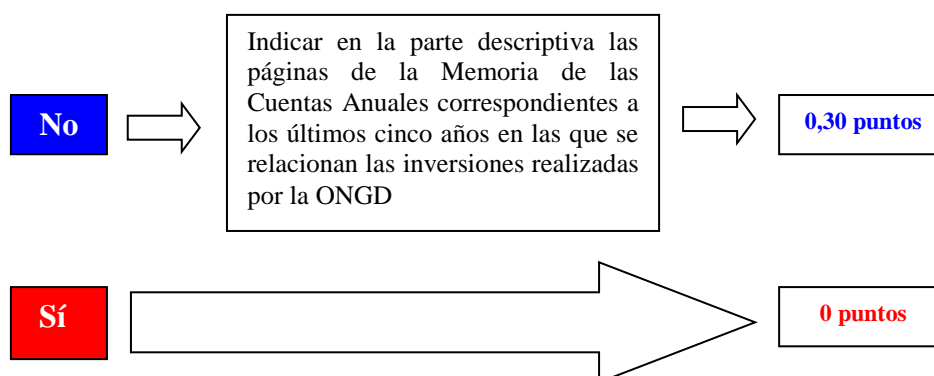 No
Indicar en la parte descriptiva las
páginas de la Memoria de las
Cuentas Anuales correspondientes a
los últimos cinco años en las que se
relacionan las inversiones realizadas
por la ONGD
0,30 puntos
Sí
0 puntos